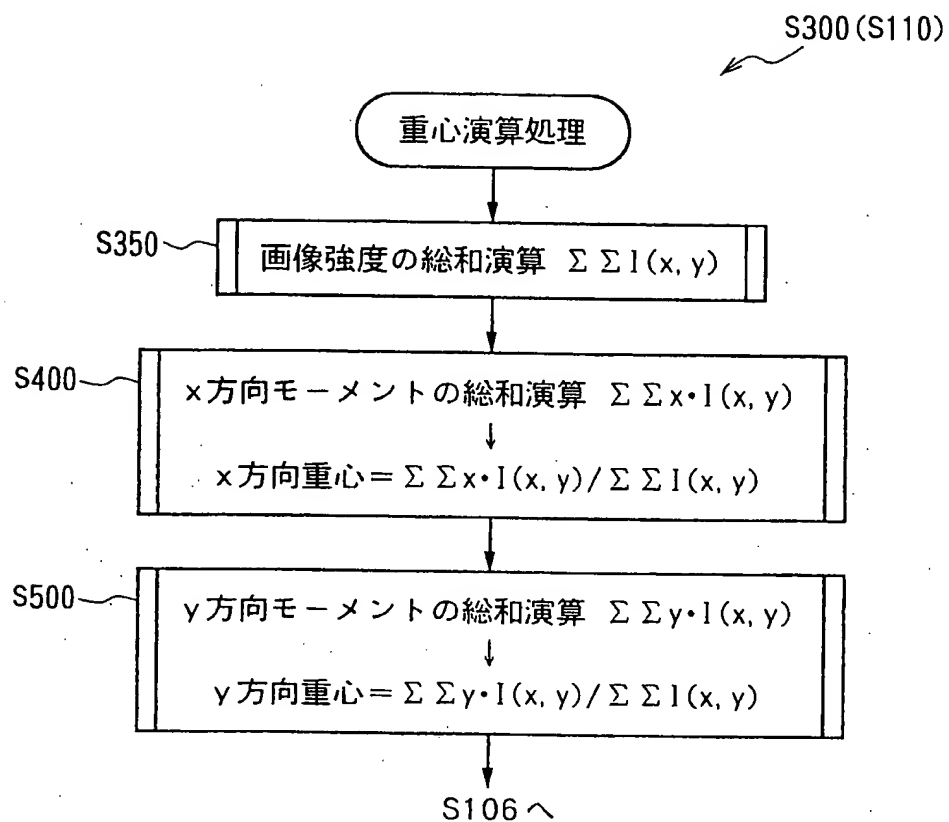 S300(S110)
重心演算処理
S350
画像強度の総和演算 ΣΣI(x, y)
S400
x方向モーメントの総和演算 ΣΣx・I(x, y)
↓
x方向重心=ΣΣx・I(x, y)/ΣΣI(x, y)
S500
y方向モーメントの総和演算 ΣΣy・I(x, y)
↓
y方向重心=ΣΣy・I(x, y)/ΣΣI(x, y)
S106へ